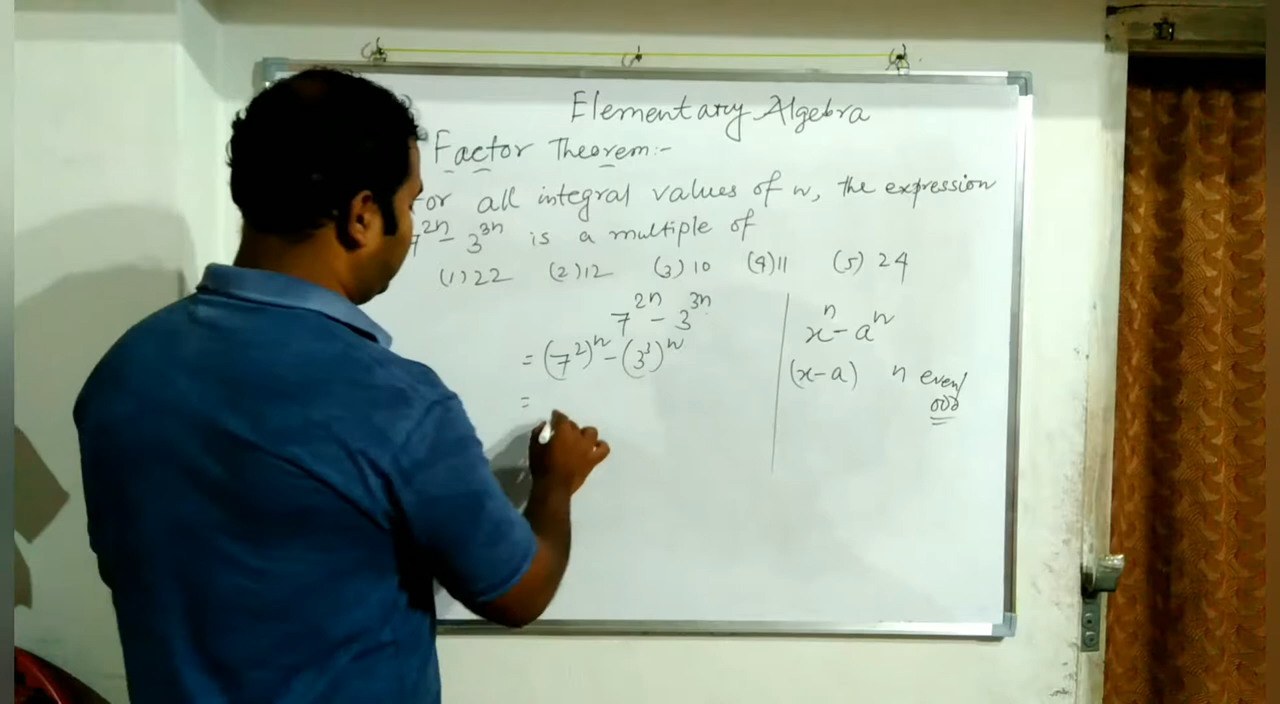 Elementary Algebra
Factor Theorem:-
or all integral values of n, the expression
7^2n - 3^3n is a multiple of
(1) 22 (2) 12 (3) 10 (4) 11 (5) 24
7^2n - 3^3n
= (7^2)^n - (3^3)^n
=
x^n - a^n
(x-a) n even/
odd